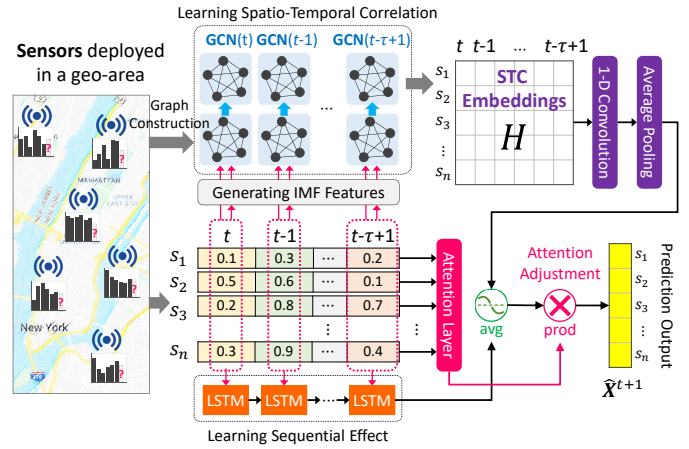 Learning Spatio-Temporal Correlation
Sensors deployed
in a geo-area
GCN(t) GCN(t-1) GCN(t-τ+1)
...
Graph
Construction
Generating IMF Features
t t-1 ... t-τ+1
s1
s2
s3
⋮
sn
STC
Embeddings
H
1-D Convolution
Average Pooling
?
?
MANHATTAN
?
?
?
New York
?
t t-1 t-τ+1
s1 0.1 0.3 ... 0.2
s2 0.5 0.6 ... 0.1
s3 0.2 0.8 ... 0.7
⋮ ⋮ ⋮
sn 0.3 0.9 ... 0.4
Attention Layer
LSTM LSTM ... LSTM
Learning Sequential Effect
avg
Attention
Adjustment
prod
s1
s2
s3
⋮
sn
Prediction Output
X̂t+1